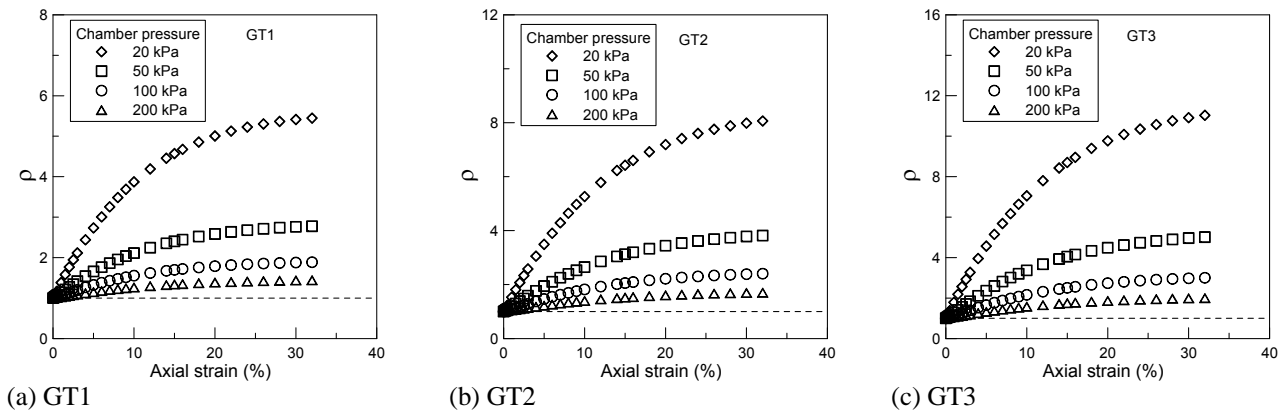 8
6
ρ
4
2
0
0
10
20
30
40
Axial strain (%)
Chamber pressure
20 kPa
50 kPa
100 kPa
200 kPa
GT1
(a) GT1
12
8
ρ
4
0
0
10
20
30
40
Axial strain (%)
Chamber pressure
20 kPa
50 kPa
100 kPa
200 kPa
GT2
(b) GT2
16
12
ρ
8
4
0
0
10
20
30
40
Axial strain (%)
Chamber pressure
20 kPa
50 kPa
100 kPa
200 kPa
GT3
(c) GT3